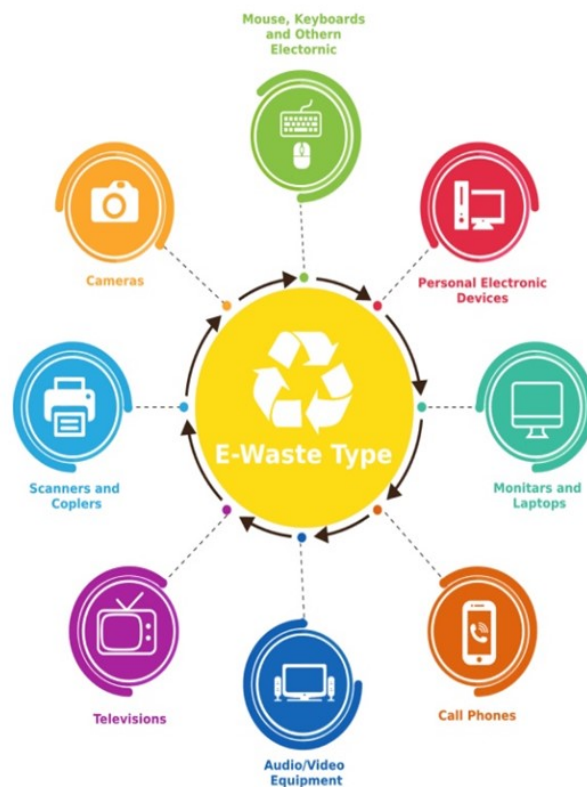 Mouse, Keyboards
and Othern
Electornic
Cameras
Personal Electronic
Devices
E-Waste Type
Scanners and
Coplers
Monitars and
Laptops
Televisions
Call Phones
Audio/Video
Equipment